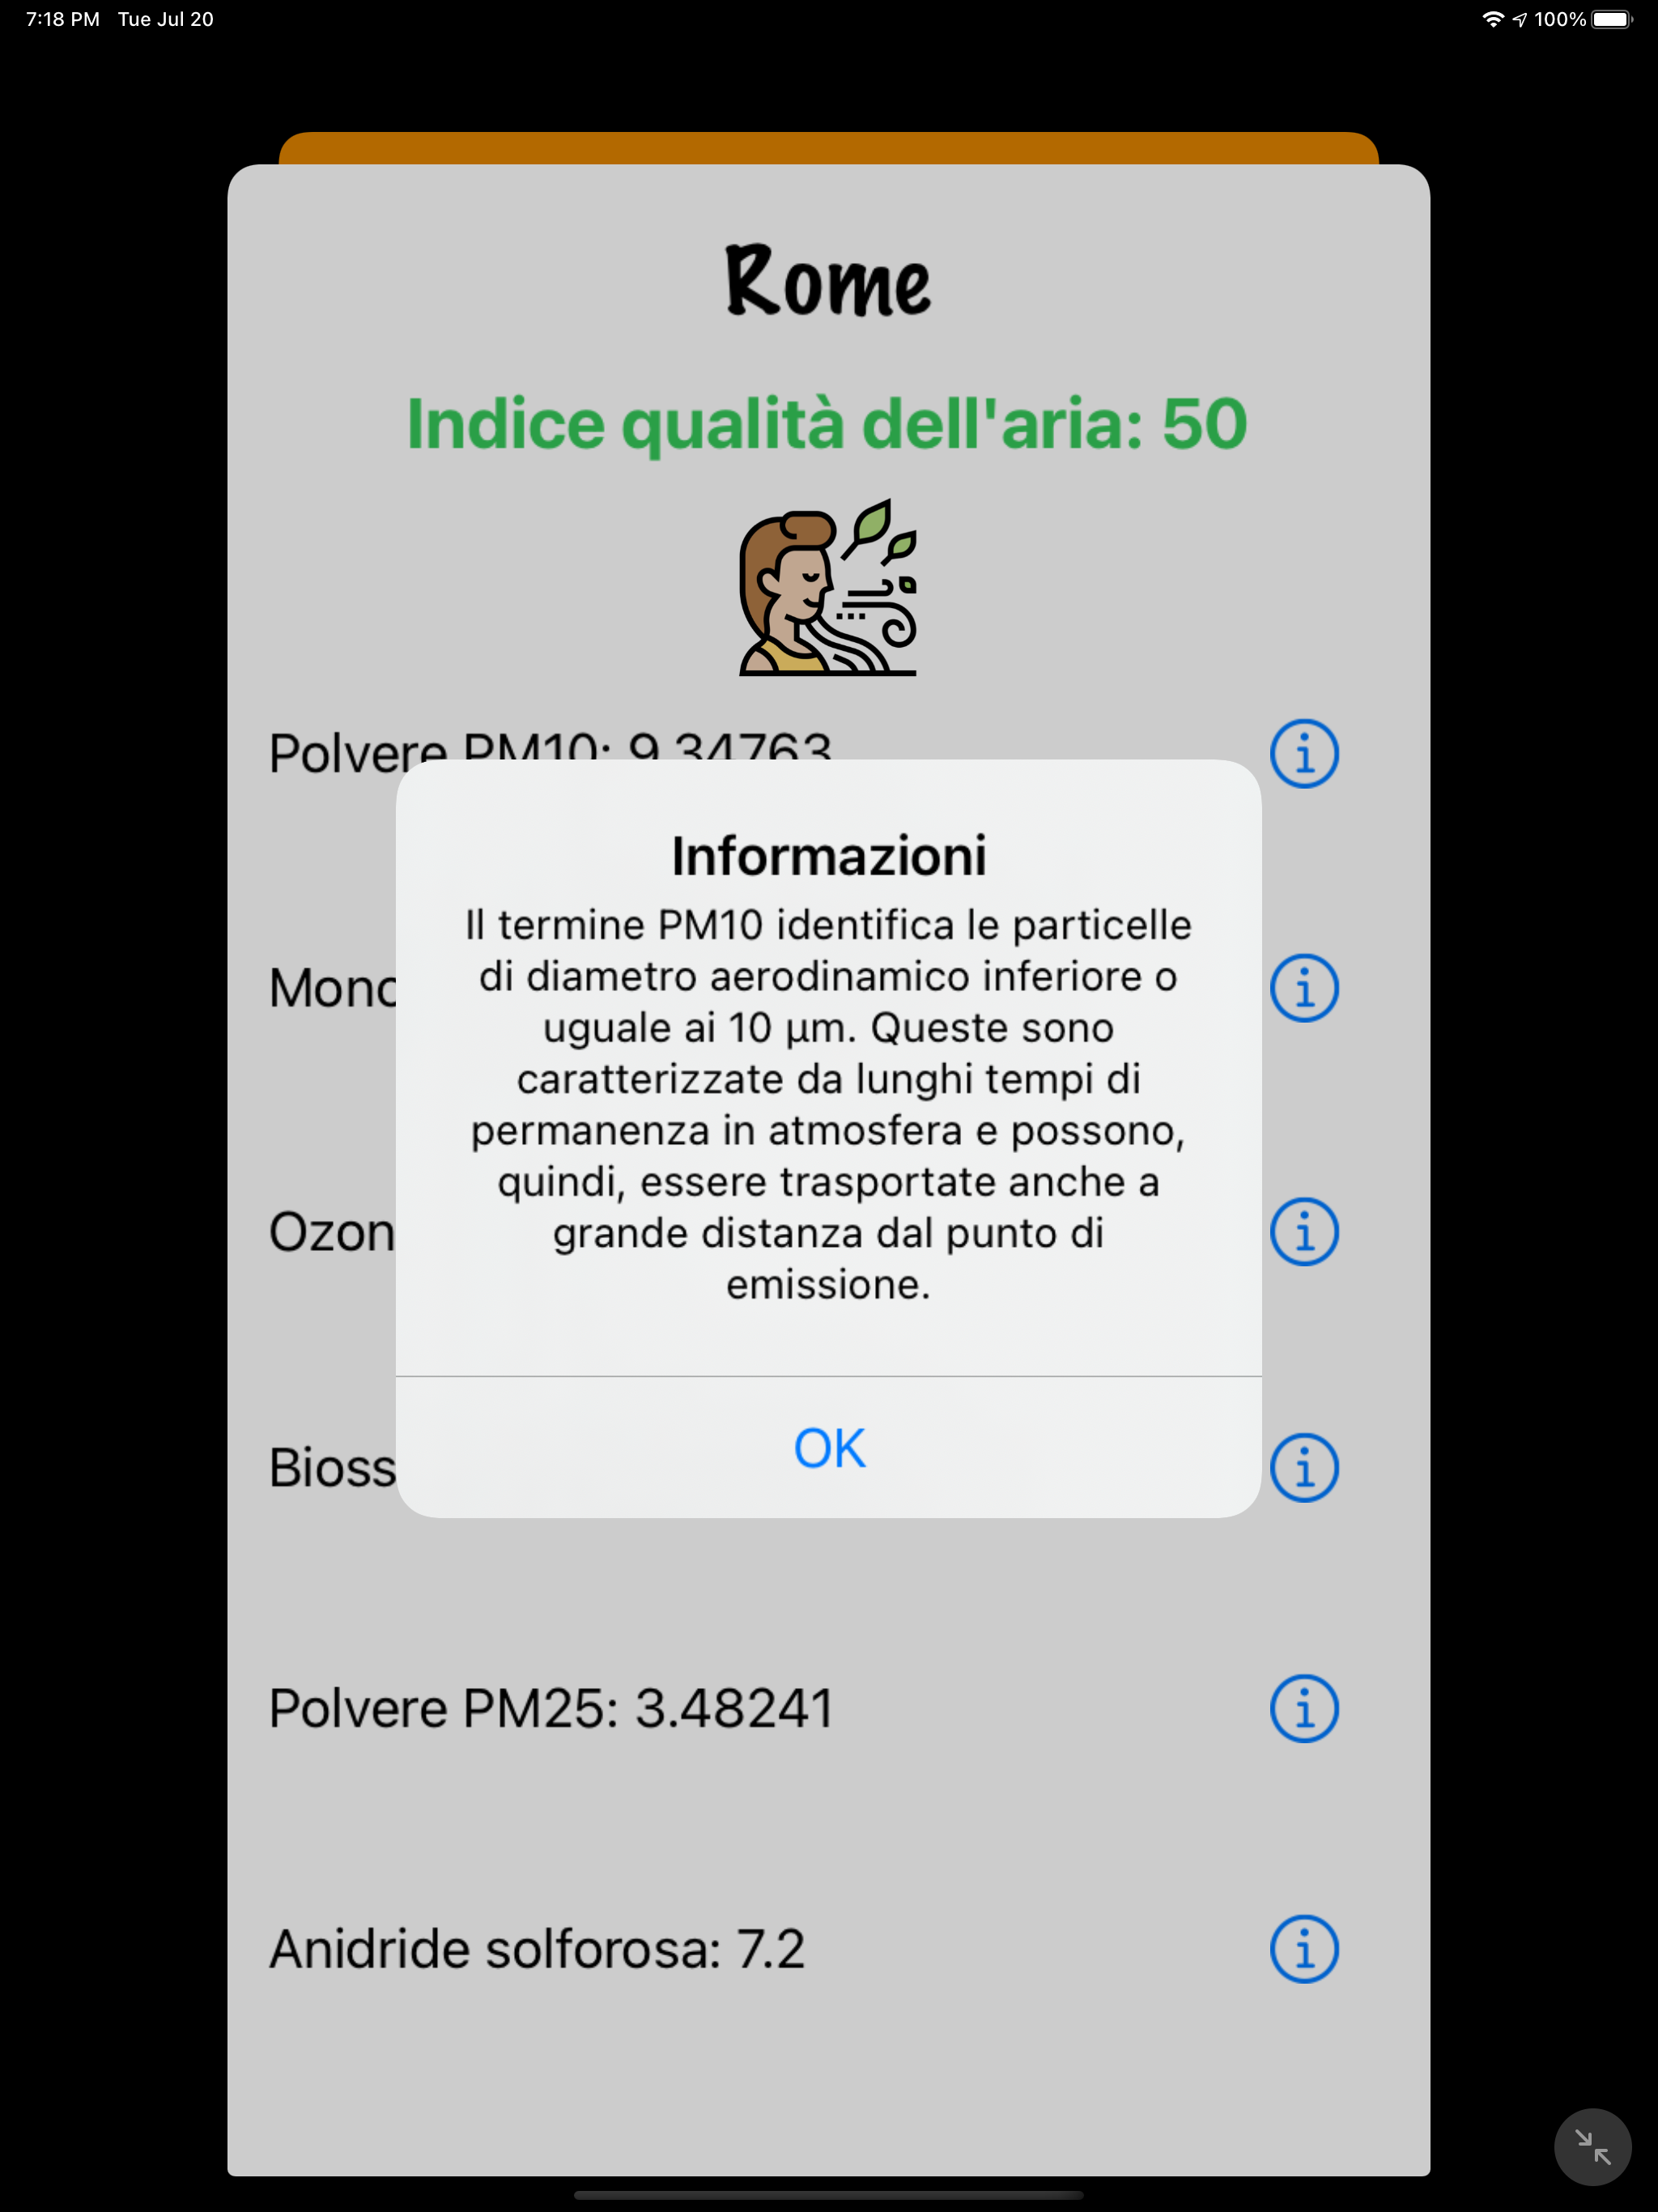 7:18 PM Tue Jul 20 100%
Rome
Indice qualità dell'aria: 50
Polvere PM10: 9.34763
Informazioni
Il termine PM10 identifica le particelle
di diametro aerodinamico inferiore o
uguale ai 10 µm. Queste sono
caratterizzate da lunghi tempi di
permanenza in atmosfera e possono,
quindi, essere trasportate anche a
grande distanza dal punto di
emissione.
OK
Polvere PM25: 3.48241
Anidride solforosa: 7.2